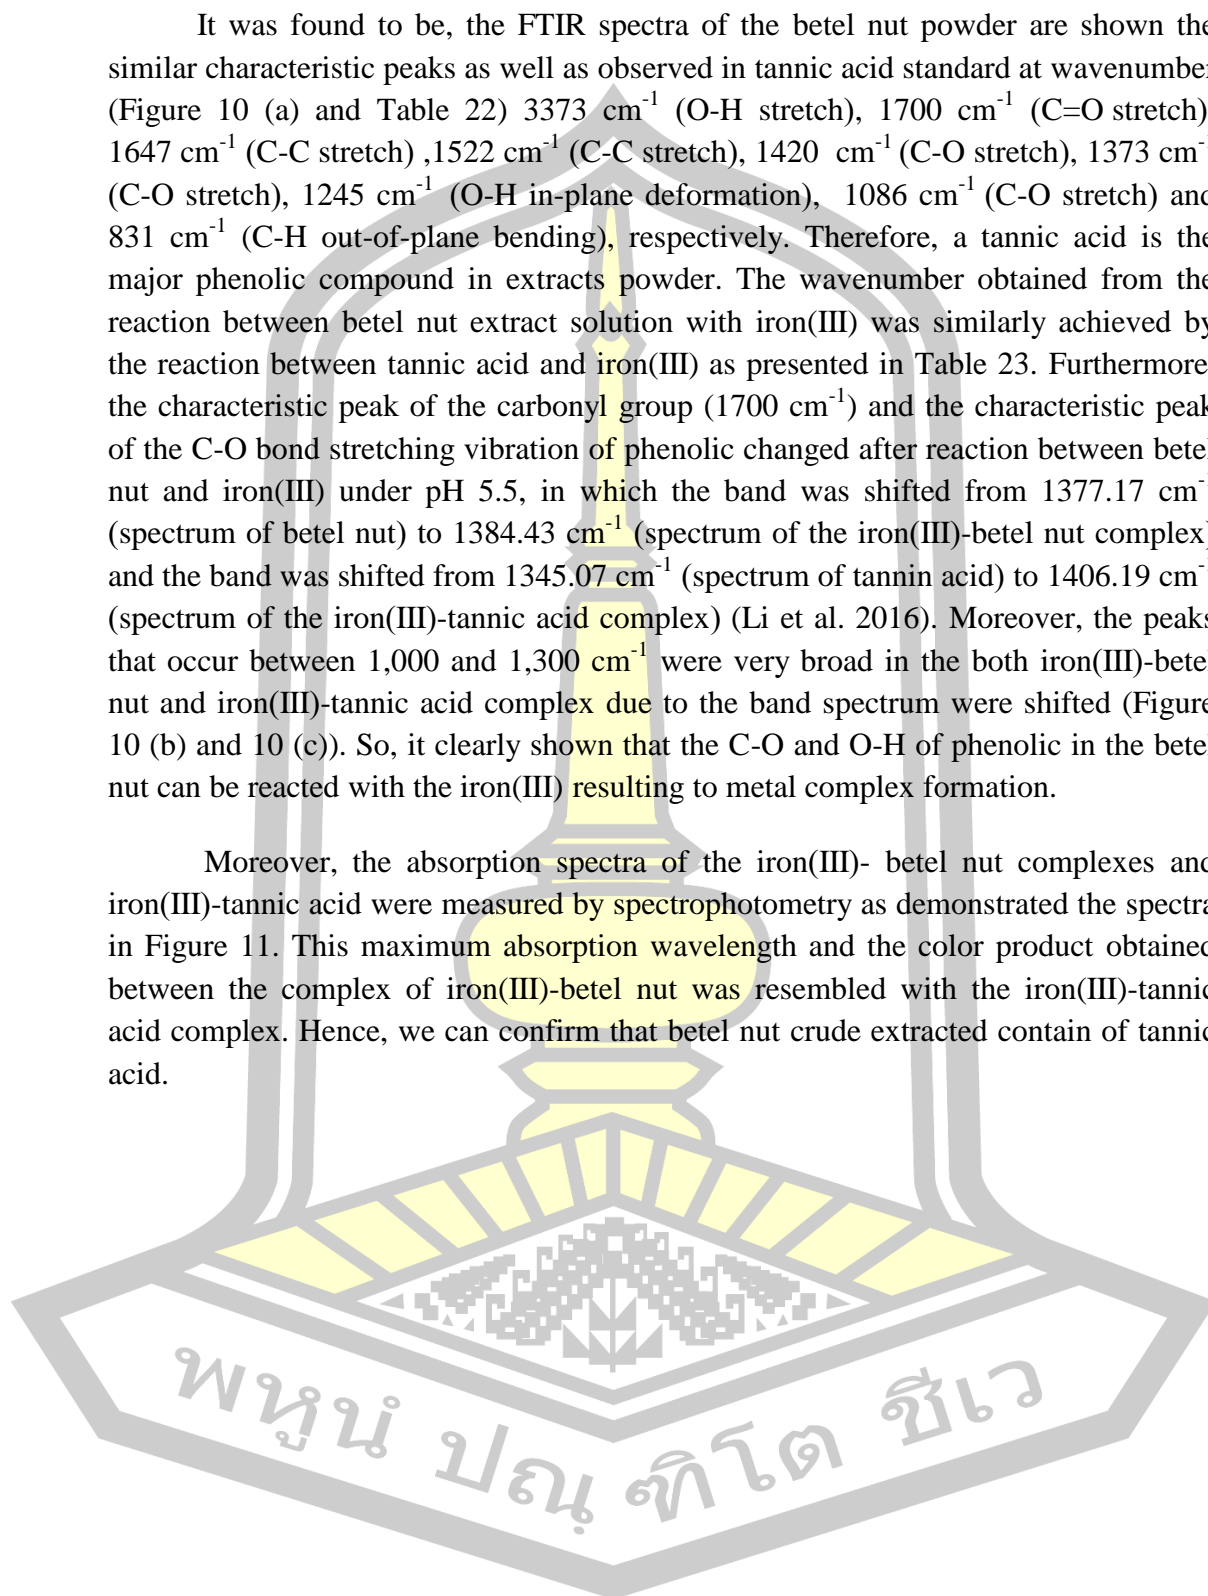 It was found to be, the FTIR spectra of the betel nut powder are shown the
similar characteristic peaks as well as observed in tannic acid standard at wavenumber
(Figure 10 (a) and Table 22) 3373 cm-1 (O-H stretch), 1700 cm-1 (C=O stretch)
1647 cm-1 (C-C stretch) ,1522 cm-1 (C-C stretch), 1420 cm-1 (C-O stretch), 1373 cm-1
(C-O stretch), 1245 cm-1 (O-H in-plane deformation), 1086 cm-1 (C-O stretch) and
831 cm-1 (C-H out-of-plane bending), respectively. Therefore, a tannic acid is the
major phenolic compound in extracts powder. The wavenumber obtained from the
reaction between betel nut extract solution with iron(III) was similarly achieved by
the reaction between tannic acid and iron(III) as presented in Table 23. Furthermore
the characteristic peak of the carbonyl group (1700 cm-1) and the characteristic peak
of the C-O bond stretching vibration of phenolic changed after reaction between betel
nut and iron(III) under pH 5.5, in which the band was shifted from 1377.17 cm-1
(spectrum of betel nut) to 1384.43 cm-1 (spectrum of the iron(III)-betel nut complex)
and the band was shifted from 1345.07 cm-1 (spectrum of tannin acid) to 1406.19 cm-1
(spectrum of the iron(III)-tannic acid complex) (Li et al. 2016). Moreover, the peaks
that occur between 1,000 and 1,300 cm-1 were very broad in the both iron(III)-betel
nut and iron(III)-tannic acid complex due to the band spectrum were shifted (Figure
10 (b) and 10 (c)). So, it clearly shown that the C-O and O-H of phenolic in the betel
nut can be reacted with the iron(III) resulting to metal complex formation.
Moreover, the absorption spectra of the iron(III)- betel nut complexes and
iron(III)-tannic acid were measured by spectrophotometry as demonstrated the spectra
in Figure 11. This maximum absorption wavelength and the color product obtained
between the complex of iron(III)-betel nut was resembled with the iron(III)-tannic
acid complex. Hence, we can confirm that betel nut crude extracted contain of tannic
acid.
พหูนํ ปณฺ ฑิโต ชีเว